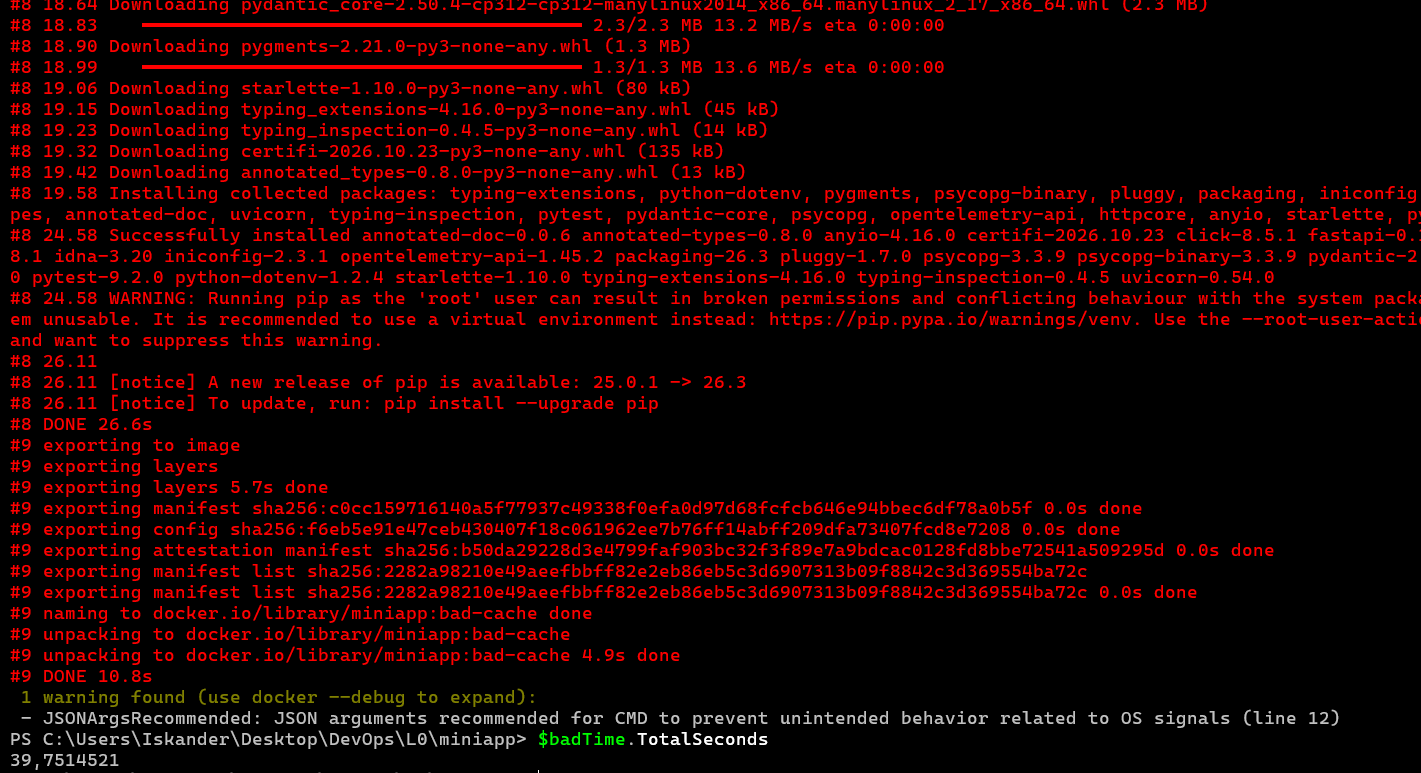 #8 18.64 Downloading pydantic_core-2.50.4-cp312-cp312-manylinux2014_x86_64.manylinux_2_17_x86_64.whl (2.3 MB)
#8 18.83 2.3/2.3 MB 13.2 MB/s eta 0:00:00
#8 18.90 Downloading pygments-2.21.0-py3-none-any.whl (1.3 MB)
#8 18.99 1.3/1.3 MB 13.6 MB/s eta 0:00:00
#8 19.06 Downloading starlette-1.10.0-py3-none-any.whl (80 kB)
#8 19.15 Downloading typing_extensions-4.16.0-py3-none-any.whl (45 kB)
#8 19.23 Downloading typing_inspection-0.4.5-py3-none-any.whl (14 kB)
#8 19.32 Downloading certifi-2026.10.23-py3-none-any.whl (135 kB)
#8 19.42 Downloading annotated_types-0.8.0-py3-none-any.whl (13 kB)
#8 19.58 Installing collected packages: typing-extensions, python-dotenv, pygments, psycopg-binary, pluggy, packaging, iniconfig
pes, annotated-doc, uvicorn, typing-inspection, pytest, pydantic-core, psycopg, opentelemetry-api, httpcore, anyio, starlette, py
#8 24.58 Successfully installed annotated-doc-0.0.6 annotated-types-0.8.0 anyio-4.16.0 certifi-2026.10.23 click-8.5.1 fastapi-0.
8.1 idna-3.20 iniconfig-2.3.1 opentelemetry-api-1.45.2 packaging-26.3 pluggy-1.7.0 psycopg-3.3.9 psycopg-binary-3.3.9 pydantic-2
0 pytest-9.2.0 python-dotenv-1.2.4 starlette-1.10.0 typing-extensions-4.16.0 typing-inspection-0.4.5 uvicorn-0.54.0
#8 24.58 WARNING: Running pip as the 'root' user can result in broken permissions and conflicting behaviour with the system packa
em unusable. It is recommended to use a virtual environment instead: https://pip.pypa.io/warnings/venv. Use the --root-user-actio
and want to suppress this warning.
#8 26.11
#8 26.11 [notice] A new release of pip is available: 25.0.1 -> 26.3
#8 26.11 [notice] To update, run: pip install --upgrade pip
#8 DONE 26.6s
#9 exporting to image
#9 exporting layers
#9 exporting layers 5.7s done
#9 exporting manifest sha256:c0cc159716140a5f77937c49338f0efa0d97d68fcfcb646e94bbec6df78a0b5f 0.0s done
#9 exporting config sha256:f6eb5e91e47ceb430407f18c061962ee7b76ff14abff209dfa73407fcd8e7208 0.0s done
#9 exporting attestation manifest sha256:b50da29228d3e4799faf903bc32f3f89e7a9bdcac0128fd8bbe72541a509295d 0.0s done
#9 exporting manifest list sha256:2282a98210e49aeefbbff82e2eb86eb5c3d6907313b09f8842c3d369554ba72c
#9 exporting manifest list sha256:2282a98210e49aeefbbff82e2eb86eb5c3d6907313b09f8842c3d369554ba72c 0.0s done
#9 naming to docker.io/library/miniapp:bad-cache done
#9 unpacking to docker.io/library/miniapp:bad-cache
#9 unpacking to docker.io/library/miniapp:bad-cache 4.9s done
#9 DONE 10.8s
1 warning found (use docker --debug to expand):
- JSONArgsRecommended: JSON arguments recommended for CMD to prevent unintended behavior related to OS signals (line 12)
PS C:\Users\Iskander\Desktop\DevOps\L0\miniapp> $badTime.TotalSeconds
39,7514521